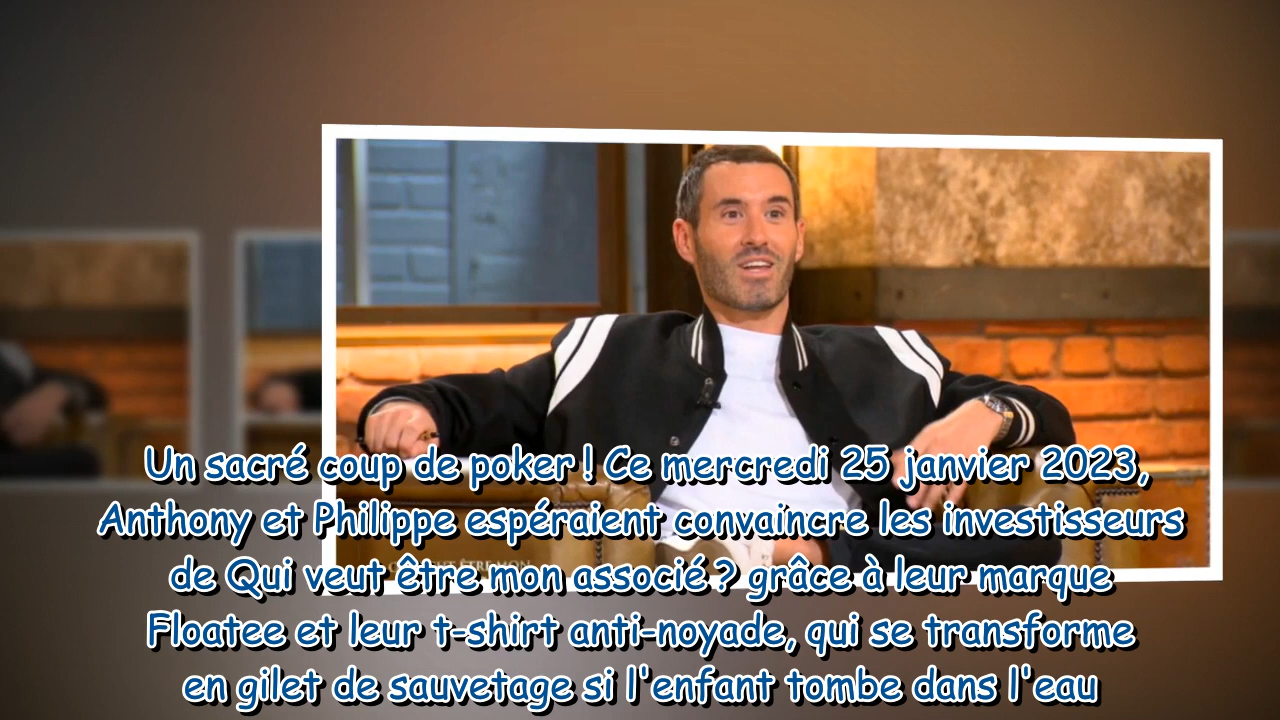 Un sacré coup de poker ! Ce mercredi 25 janvier 2023,
Anthony et Philippe espéraient convaincre les investisseurs
de Qui veut être mon associé ? grâce à leur marque
Floatee et leur t-shirt anti-noyade, qui se transforme
en gilet de sauvetage si l'enfant tombe dans l'eau